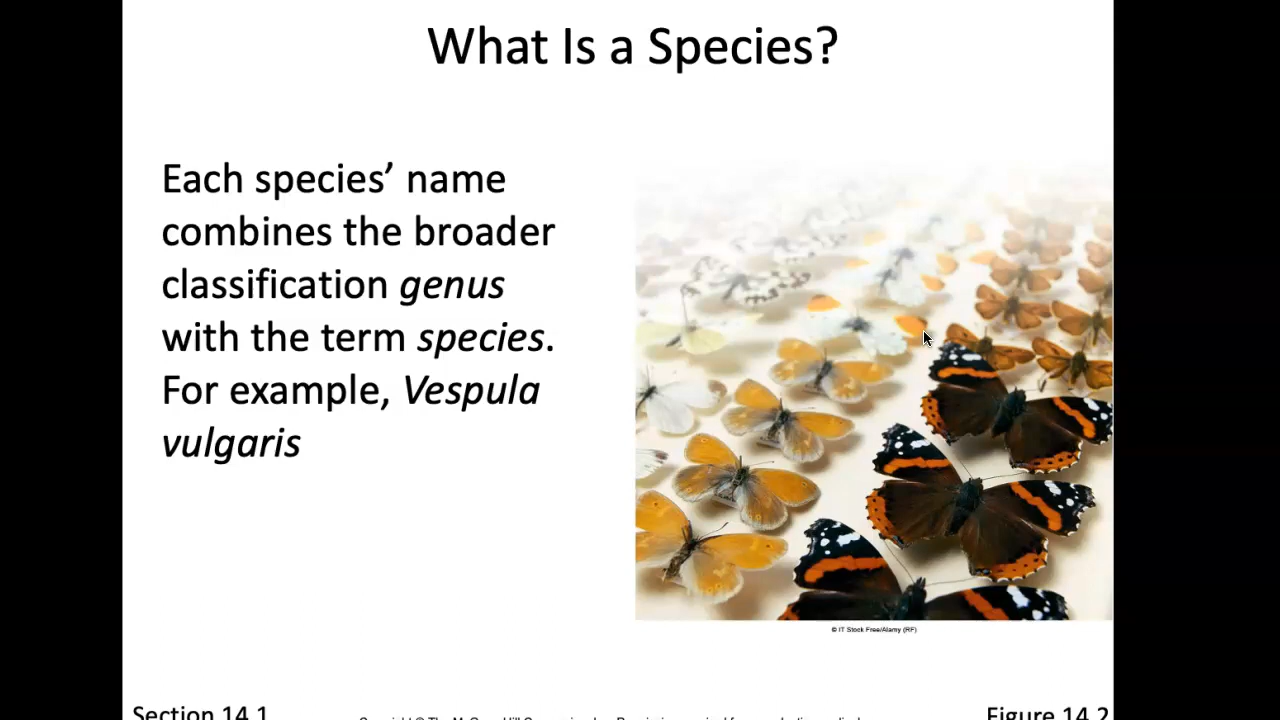 What Is a Species?
Each species’ name
combines the broader
classification genus
with the term species.
For example, Vespula
vulgaris
© IT Stock Free/Alamy (RF)
Section 14.1
Figure 14.2